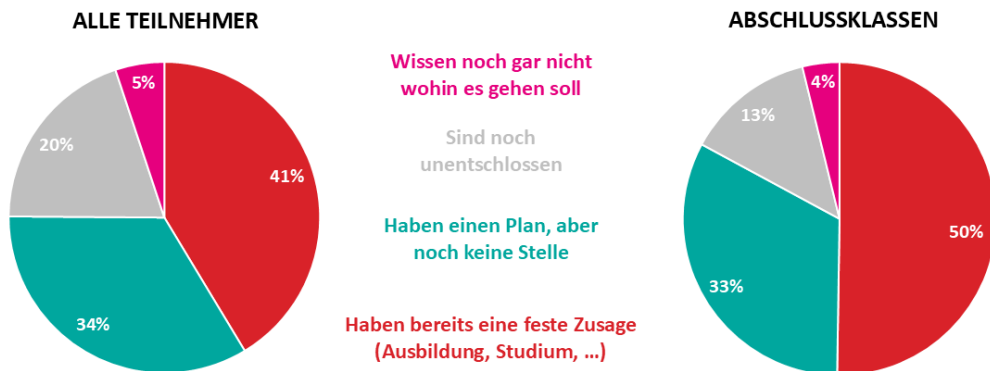 ALLE TEILNEHMER
5%
20%
41%
34%
Wissen noch gar nicht
wohin es gehen soll
Sind noch
unentschlossen
Haben einen Plan, aber
noch keine Stelle
Haben bereits eine feste Zusage
(Ausbildung, Studium, ...)
ABSCHLUSSKLASSEN
4%
13%
50%
33%